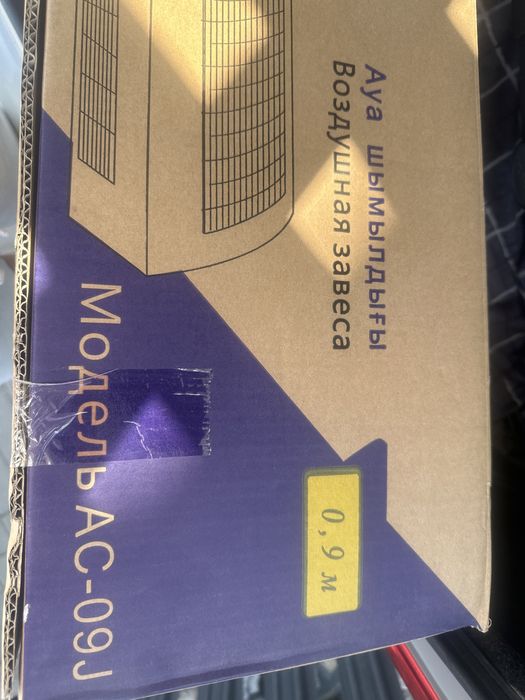 Ауа шымылдығы
Воздушная завеса
0,9 м
Модель AC-09J